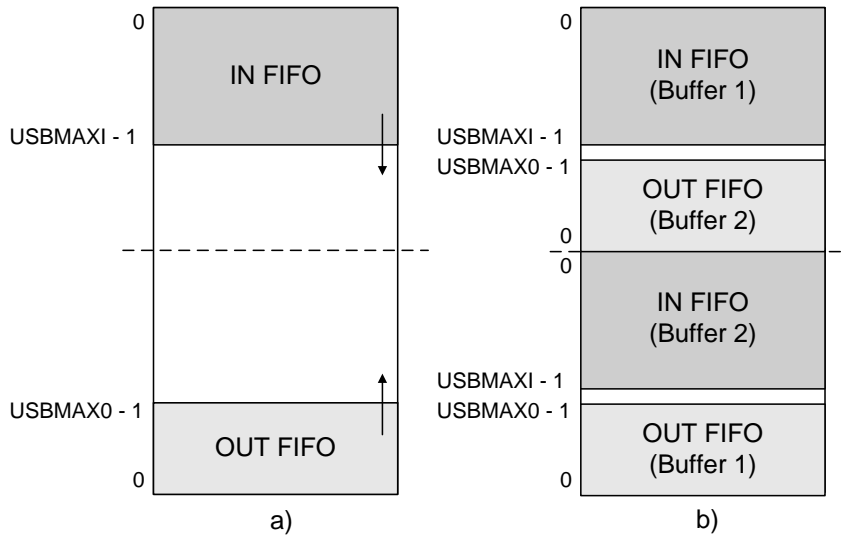 0
IN FIFO
USBMAXI - 1
USBMAX0 - 1
OUT FIFO
0
a)
0
IN FIFO
(Buffer 1)
USBMAXI - 1
USBMAX0 - 1
OUT FIFO
(Buffer 2)
0
0
IN FIFO
(Buffer 2)
USBMAXI - 1
USBMAX0 - 1
OUT FIFO
(Buffer 1)
0
b)